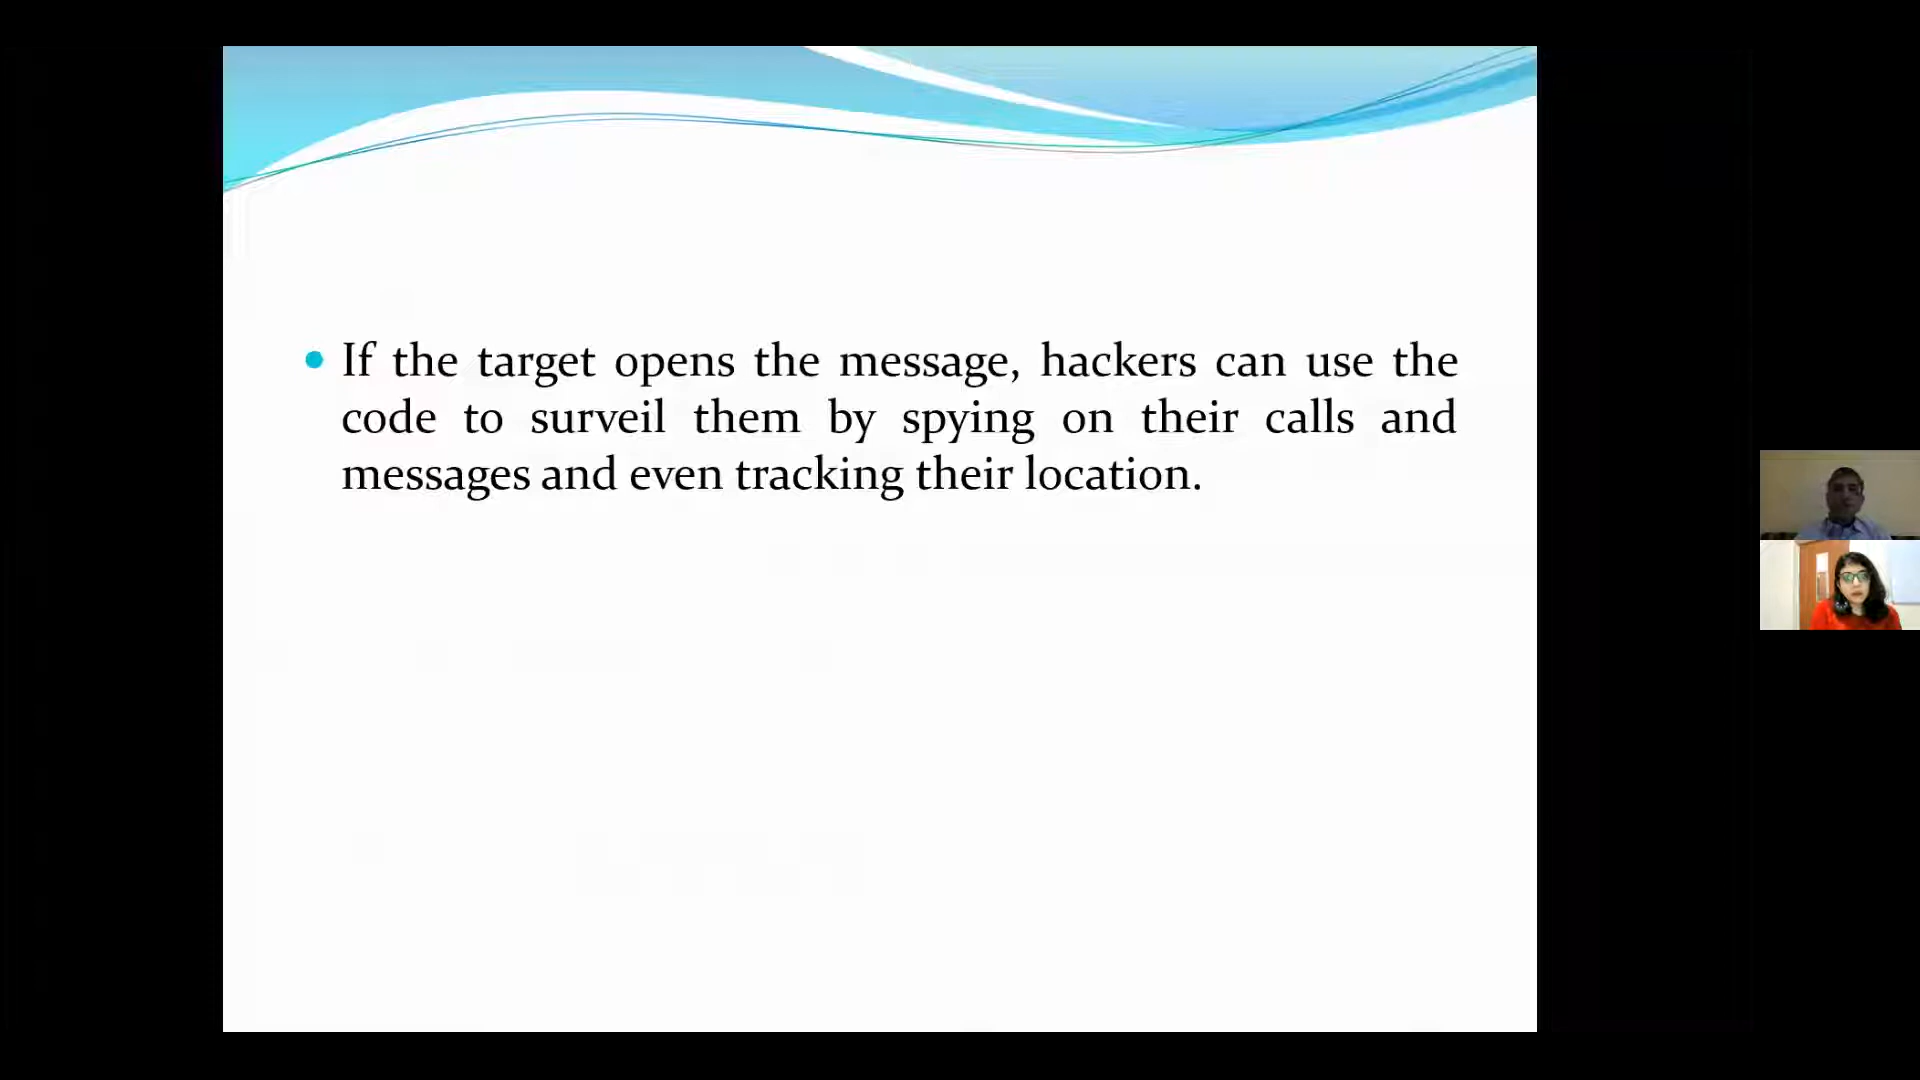 If the target opens the message, hackers can use the
code to surveil them by spying on their calls and
messages and even tracking their location.